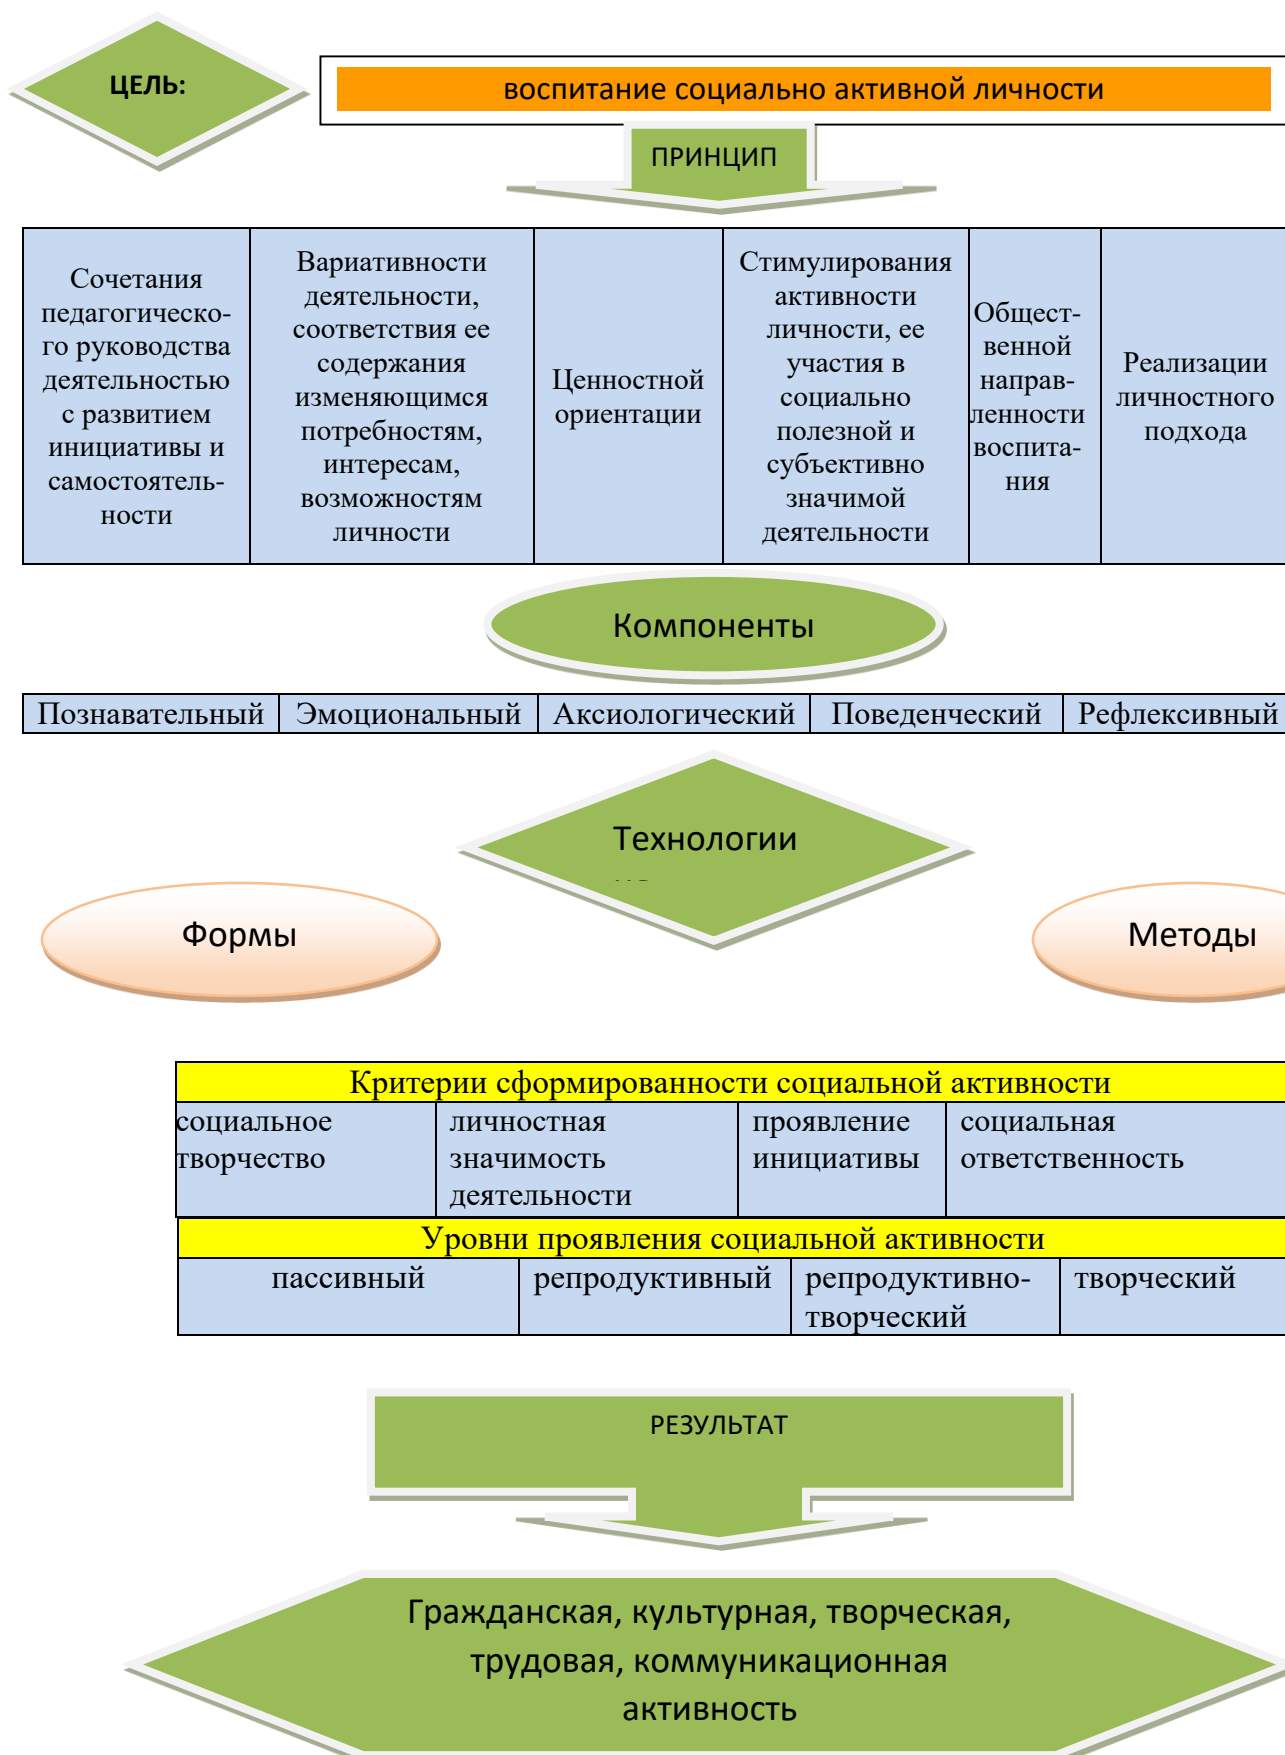 ЦЕЛЬ:
воспитание социально активной личности
ПРИНЦИП
Сочетания
педагогическо-
го руководства
деятельностью
с развитием
инициативы и
самостоятель-
ности
Вариативности
деятельности,
соответствия ее
содержания
изменяющимся
потребностям,
интересам,
возможностям
личности
Ценностной
ориентации
Стимулирования
активности
личности, ее
участия в
социально
полезной и
субъективно
значимой
деятельности
Общест-
венной
направ-
ленности
воспита-
ния
Реализации
личностного
подхода
Компоненты
Познавательный
Эмоциональный
Аксиологический
Поведенческий
Рефлексивный
Технологии
Формы
Методы
Критерии сформированности социальной активности
социальное
творчество
личностная
значимость
деятельности
проявление
инициативы
социальная
ответственность
Уровни проявления социальной активности
пассивный
репродуктивный
репродуктивно-
творческий
творческий
РЕЗУЛЬТАТ
Гражданская, культурная, творческая,
трудовая, коммуникационная
активность